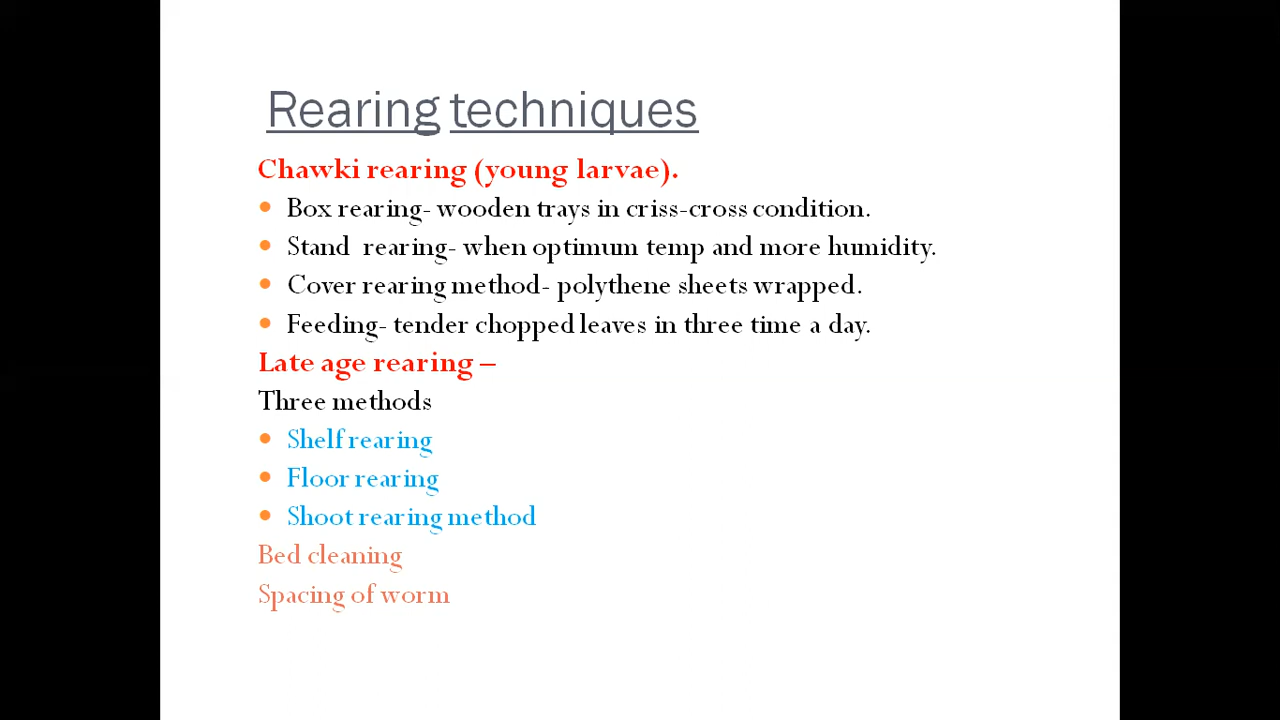 Rearing techniques
Chawki rearing (young larvae).
• Box rearing- wooden trays in criss-cross condition.
• Stand  rearing- when optimum temp and more humidity.
• Cover rearing method- polythene sheets wrapped.
• Feeding- tender chopped leaves in three time a day.
Late age rearing –
Three methods
• Shelf rearing
• Floor rearing
• Shoot rearing method
Bed cleaning
Spacing of worm